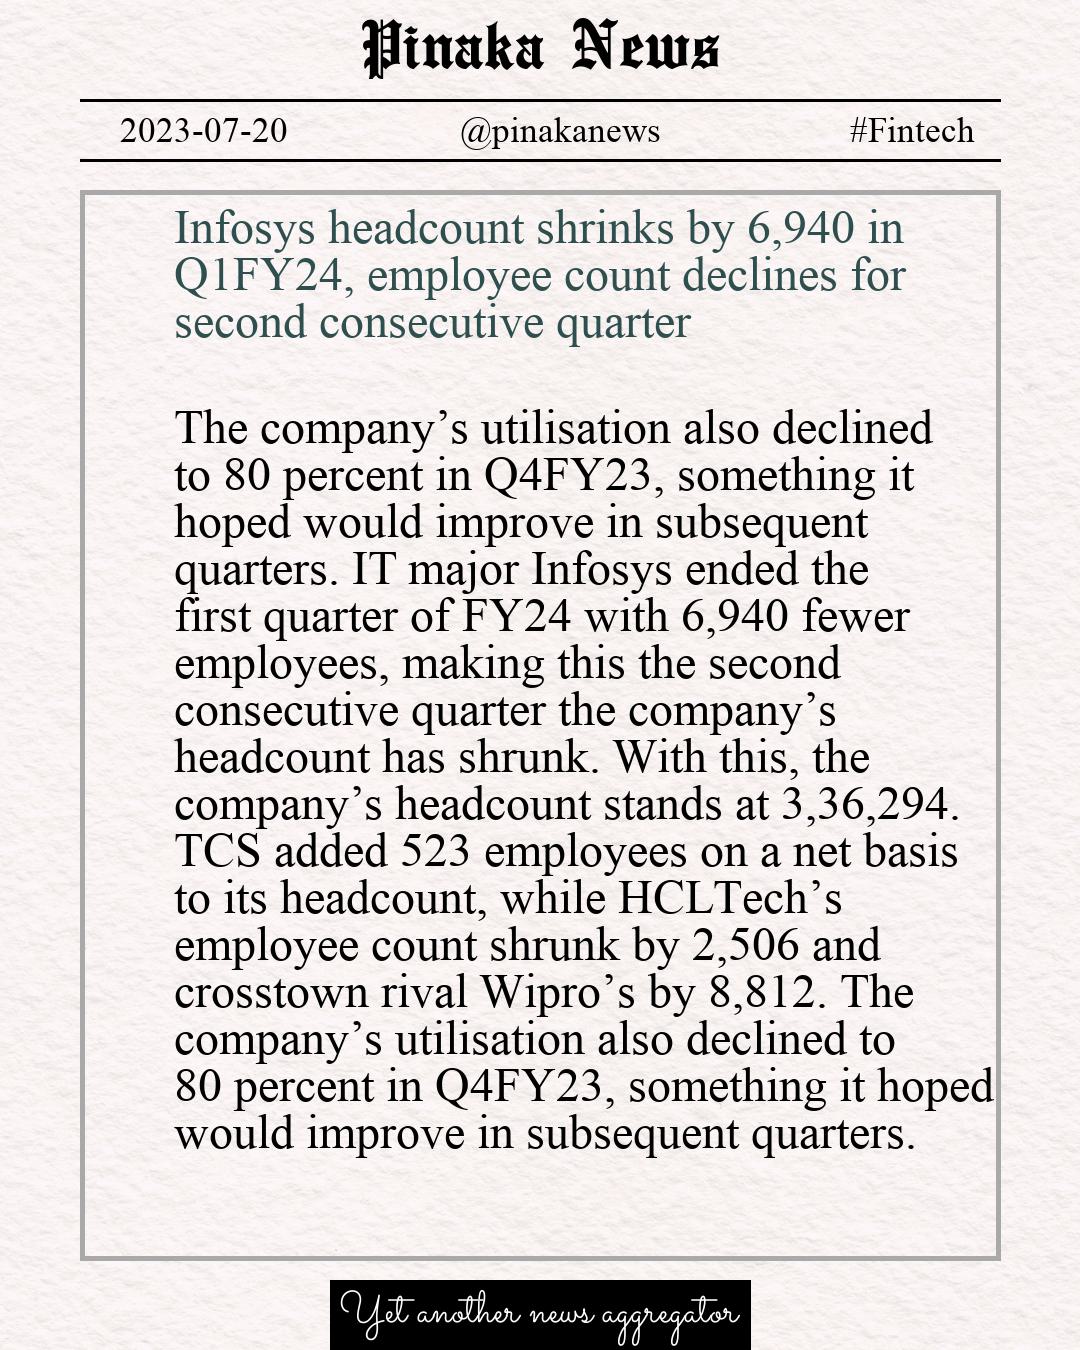 Pinaka News
2023-07-20 @pinakanews #Fintech
Infosys headcount shrinks by 6,940 in
Q1FY24, employee count declines for
second consecutive quarter
The company’s utilisation also declined
to 80 percent in Q4FY23, something it
hoped would improve in subsequent
quarters. IT major Infosys ended the
first quarter of FY24 with 6,940 fewer
employees, making this the second
consecutive quarter the company’s
headcount has shrunk. With this, the
company’s headcount stands at 3,36,294.
TCS added 523 employees on a net basis
to its headcount, while HCLTech’s
employee count shrunk by 2,506 and
crosstown rival Wipro’s by 8,812. The
company’s utilisation also declined to
80 percent in Q4FY23, something it hoped
would improve in subsequent quarters.
Yet another news aggregator